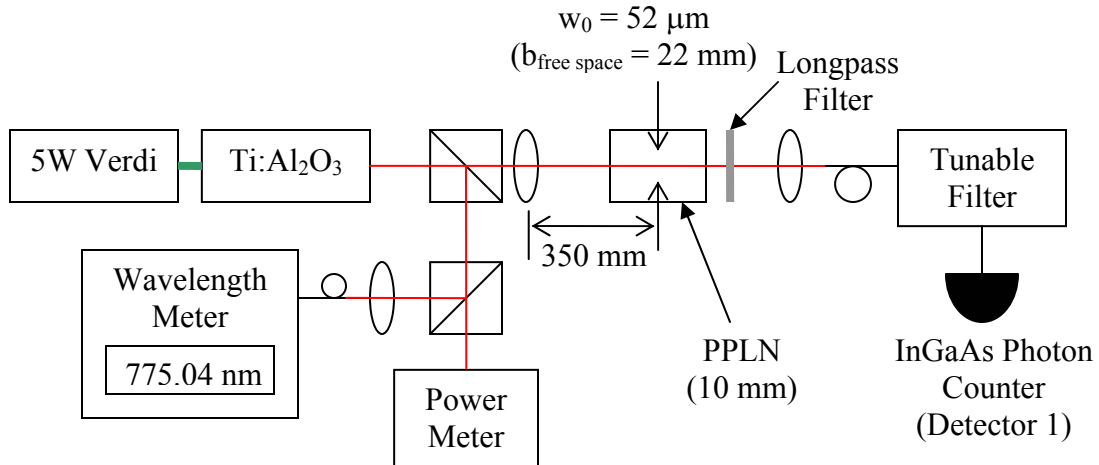 w₀ = 52 μm
(b_free space = 22 mm)
Longpass
Filter
5W Verdi
Ti:Al₂O₃
Tunable
Filter
350 mm
Wavelength
Meter
775.04 nm
Power
Meter
PPLN
(10 mm)
InGaAs Photon
Counter
(Detector 1)